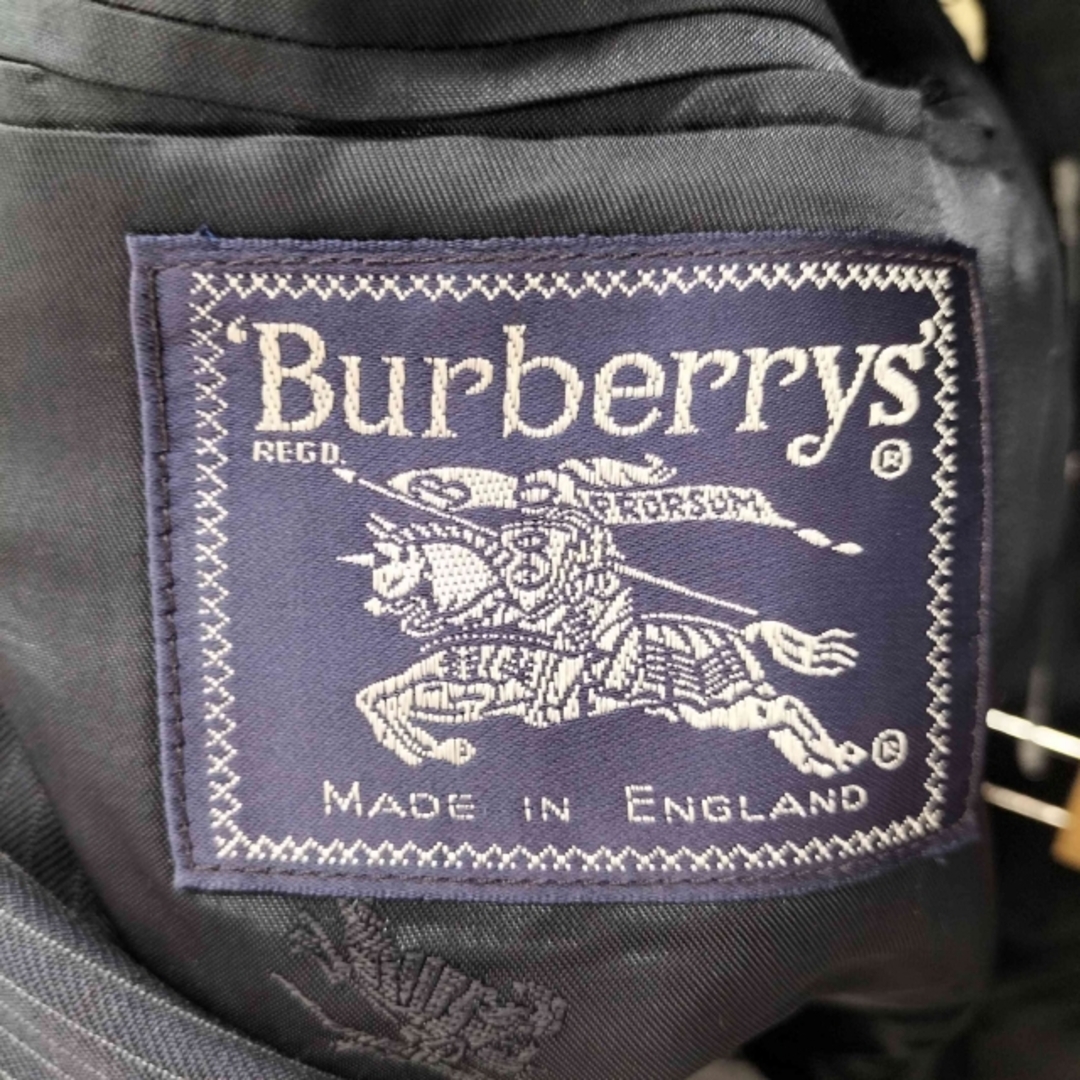 ‘Burberrys’
REGD. ®
PRORSUM
®
MADE IN ENGLAND